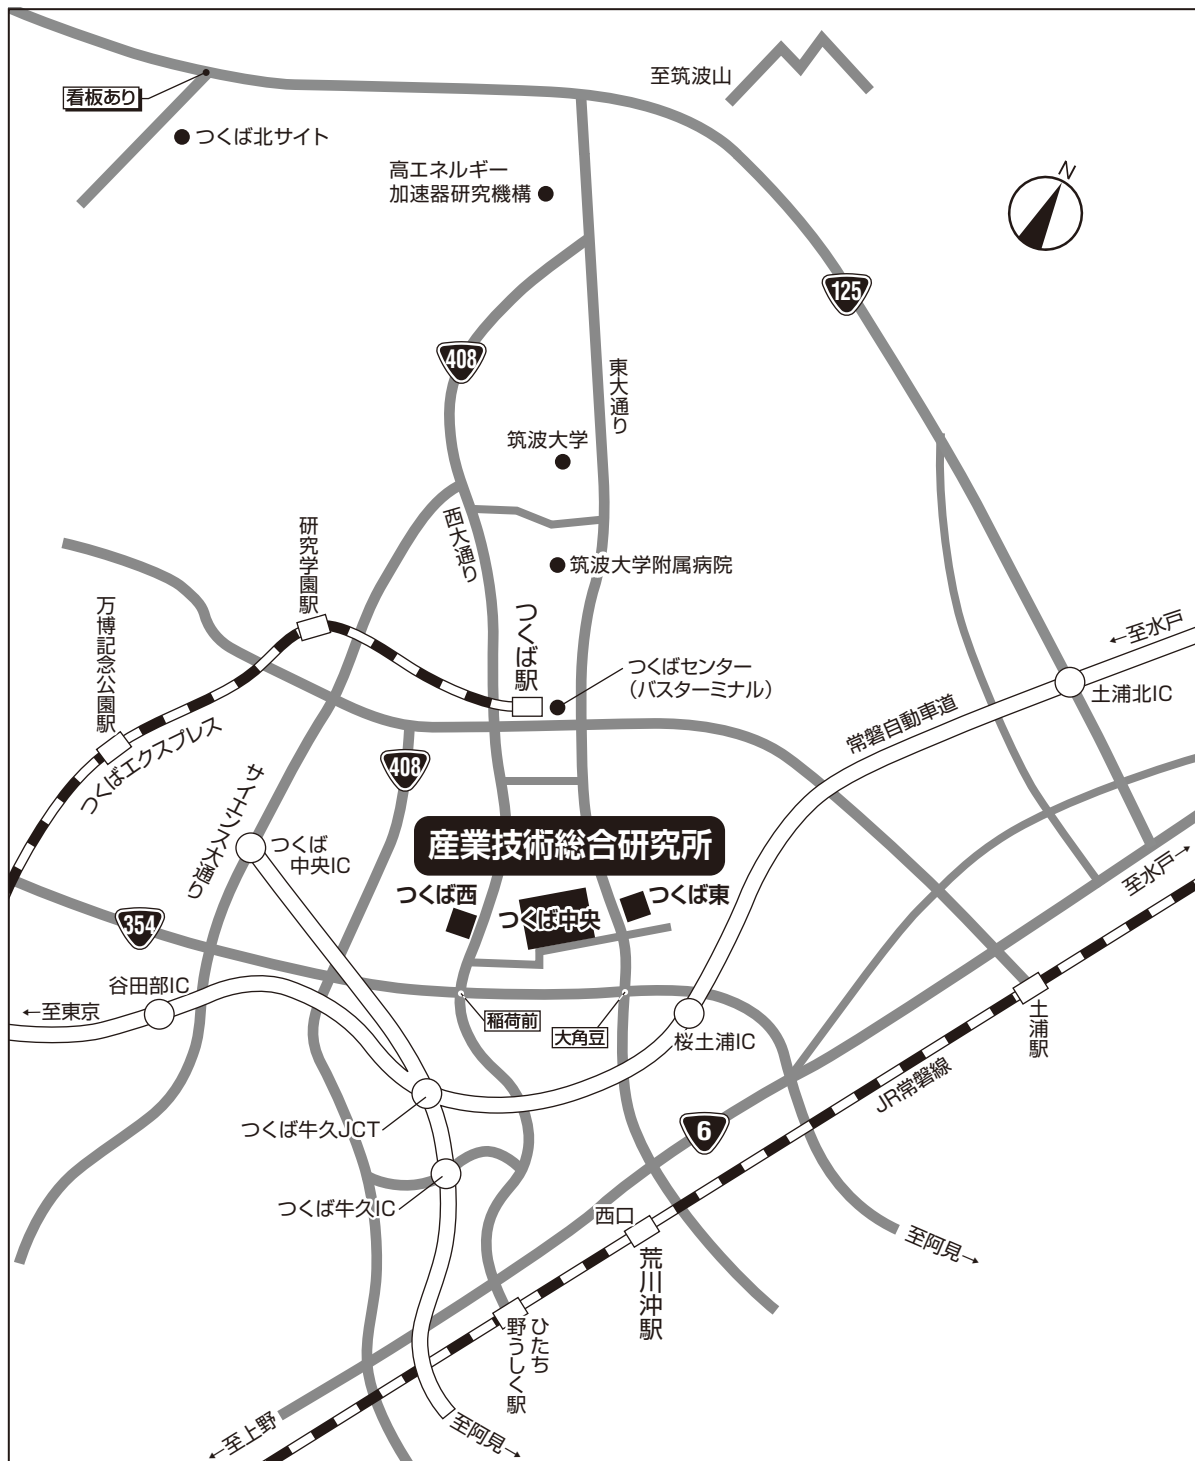 看板あり
つくば北サイト
至筑波山
高エネルギー
加速器研究機構
N
125
408
東大通り
筑波大学
西大通り
研究学園駅
筑波大学附属病院
万博記念公園駅
つくば駅
つくばセンター
（バスターミナル）
←至水戸
土浦北IC
常磐自動車道
つくばエクスプレス
408
サイエンス大通り
つくば
中央IC
産業技術総合研究所
つくば西
つくば中央
つくば東
至水戸→
354
谷田部IC
←至東京
稲荷前
大角豆
桜土浦IC
土浦駅
JR常磐線
つくば牛久JCT
6
つくば牛久IC
西口
荒川沖駅
至阿見→
ひたち
野うしく駅
←至上野
至阿見→